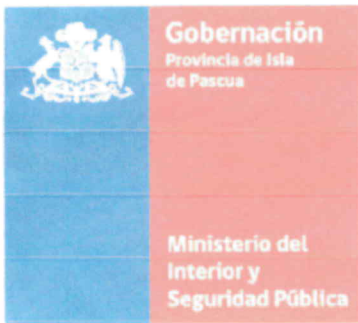 Gobernación
Provincia de Isla
de Pascua
Ministerio del
Interior y
Seguridad Pública